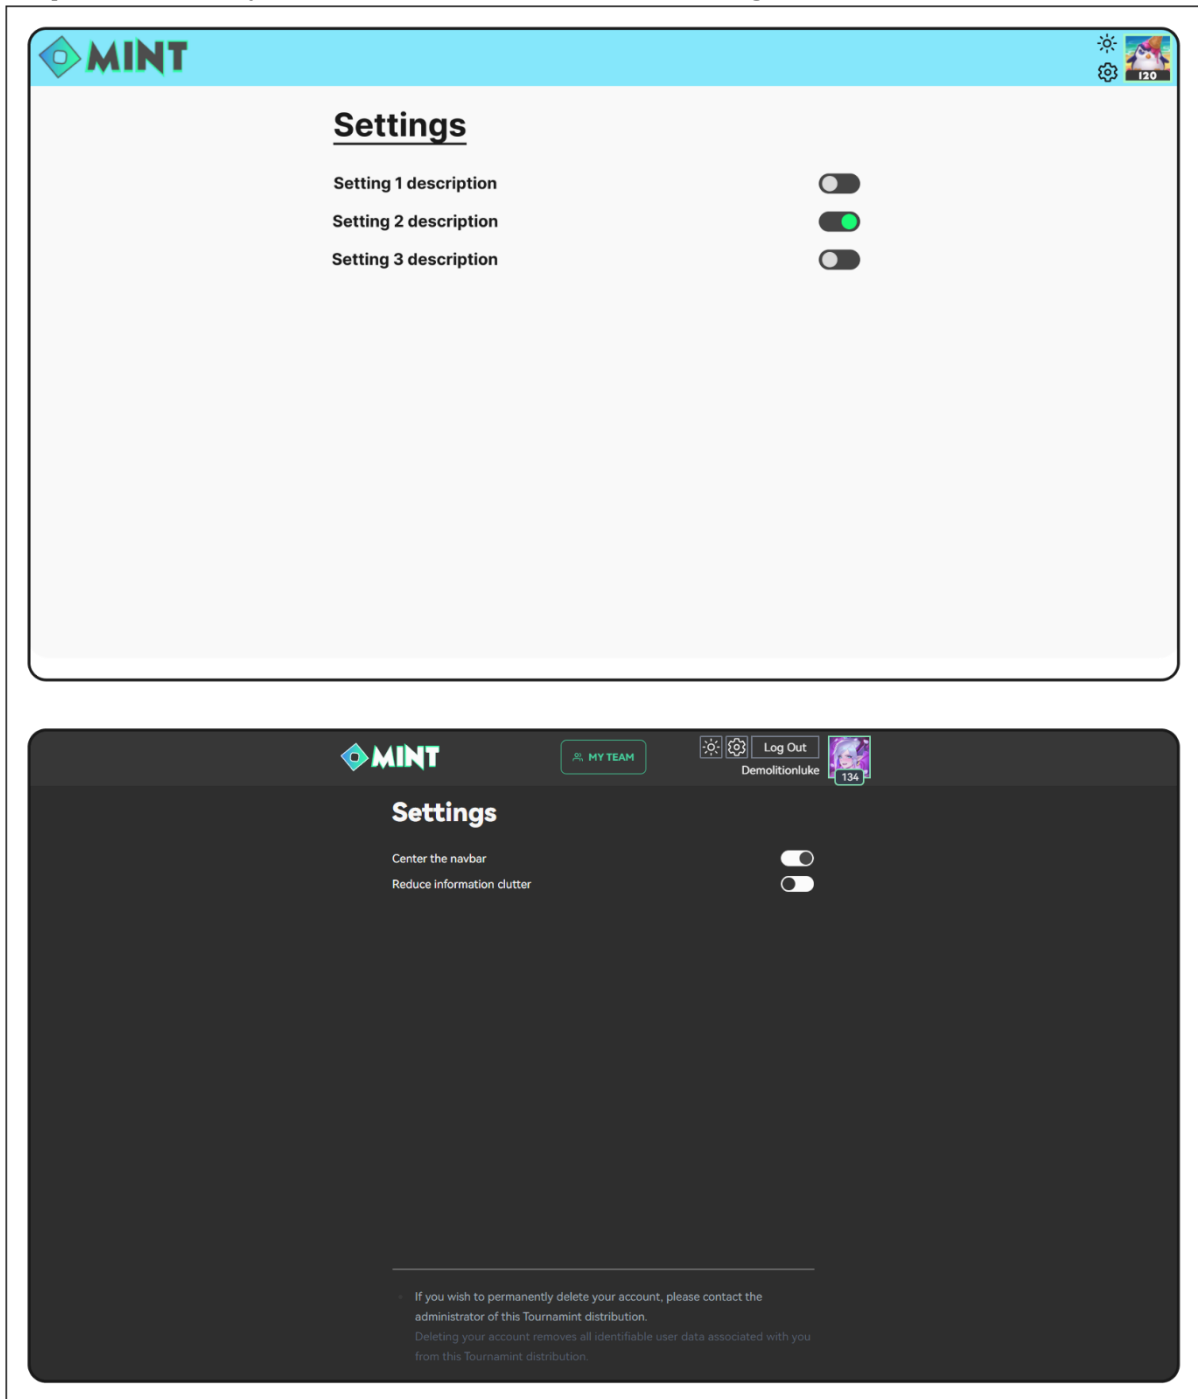 MINT
120
Settings
Setting 1 description
Setting 2 description
Setting 3 description
MINT
MY TEAM
Log Out
Demolitionluke
134
Settings
Center the navbar
Reduce information clutter
If you wish to permanently delete your account, please contact the
administrator of this Tournamint distribution.
Deleting your account removes all identifiable user data associated with you
from this Tournamint distribution.